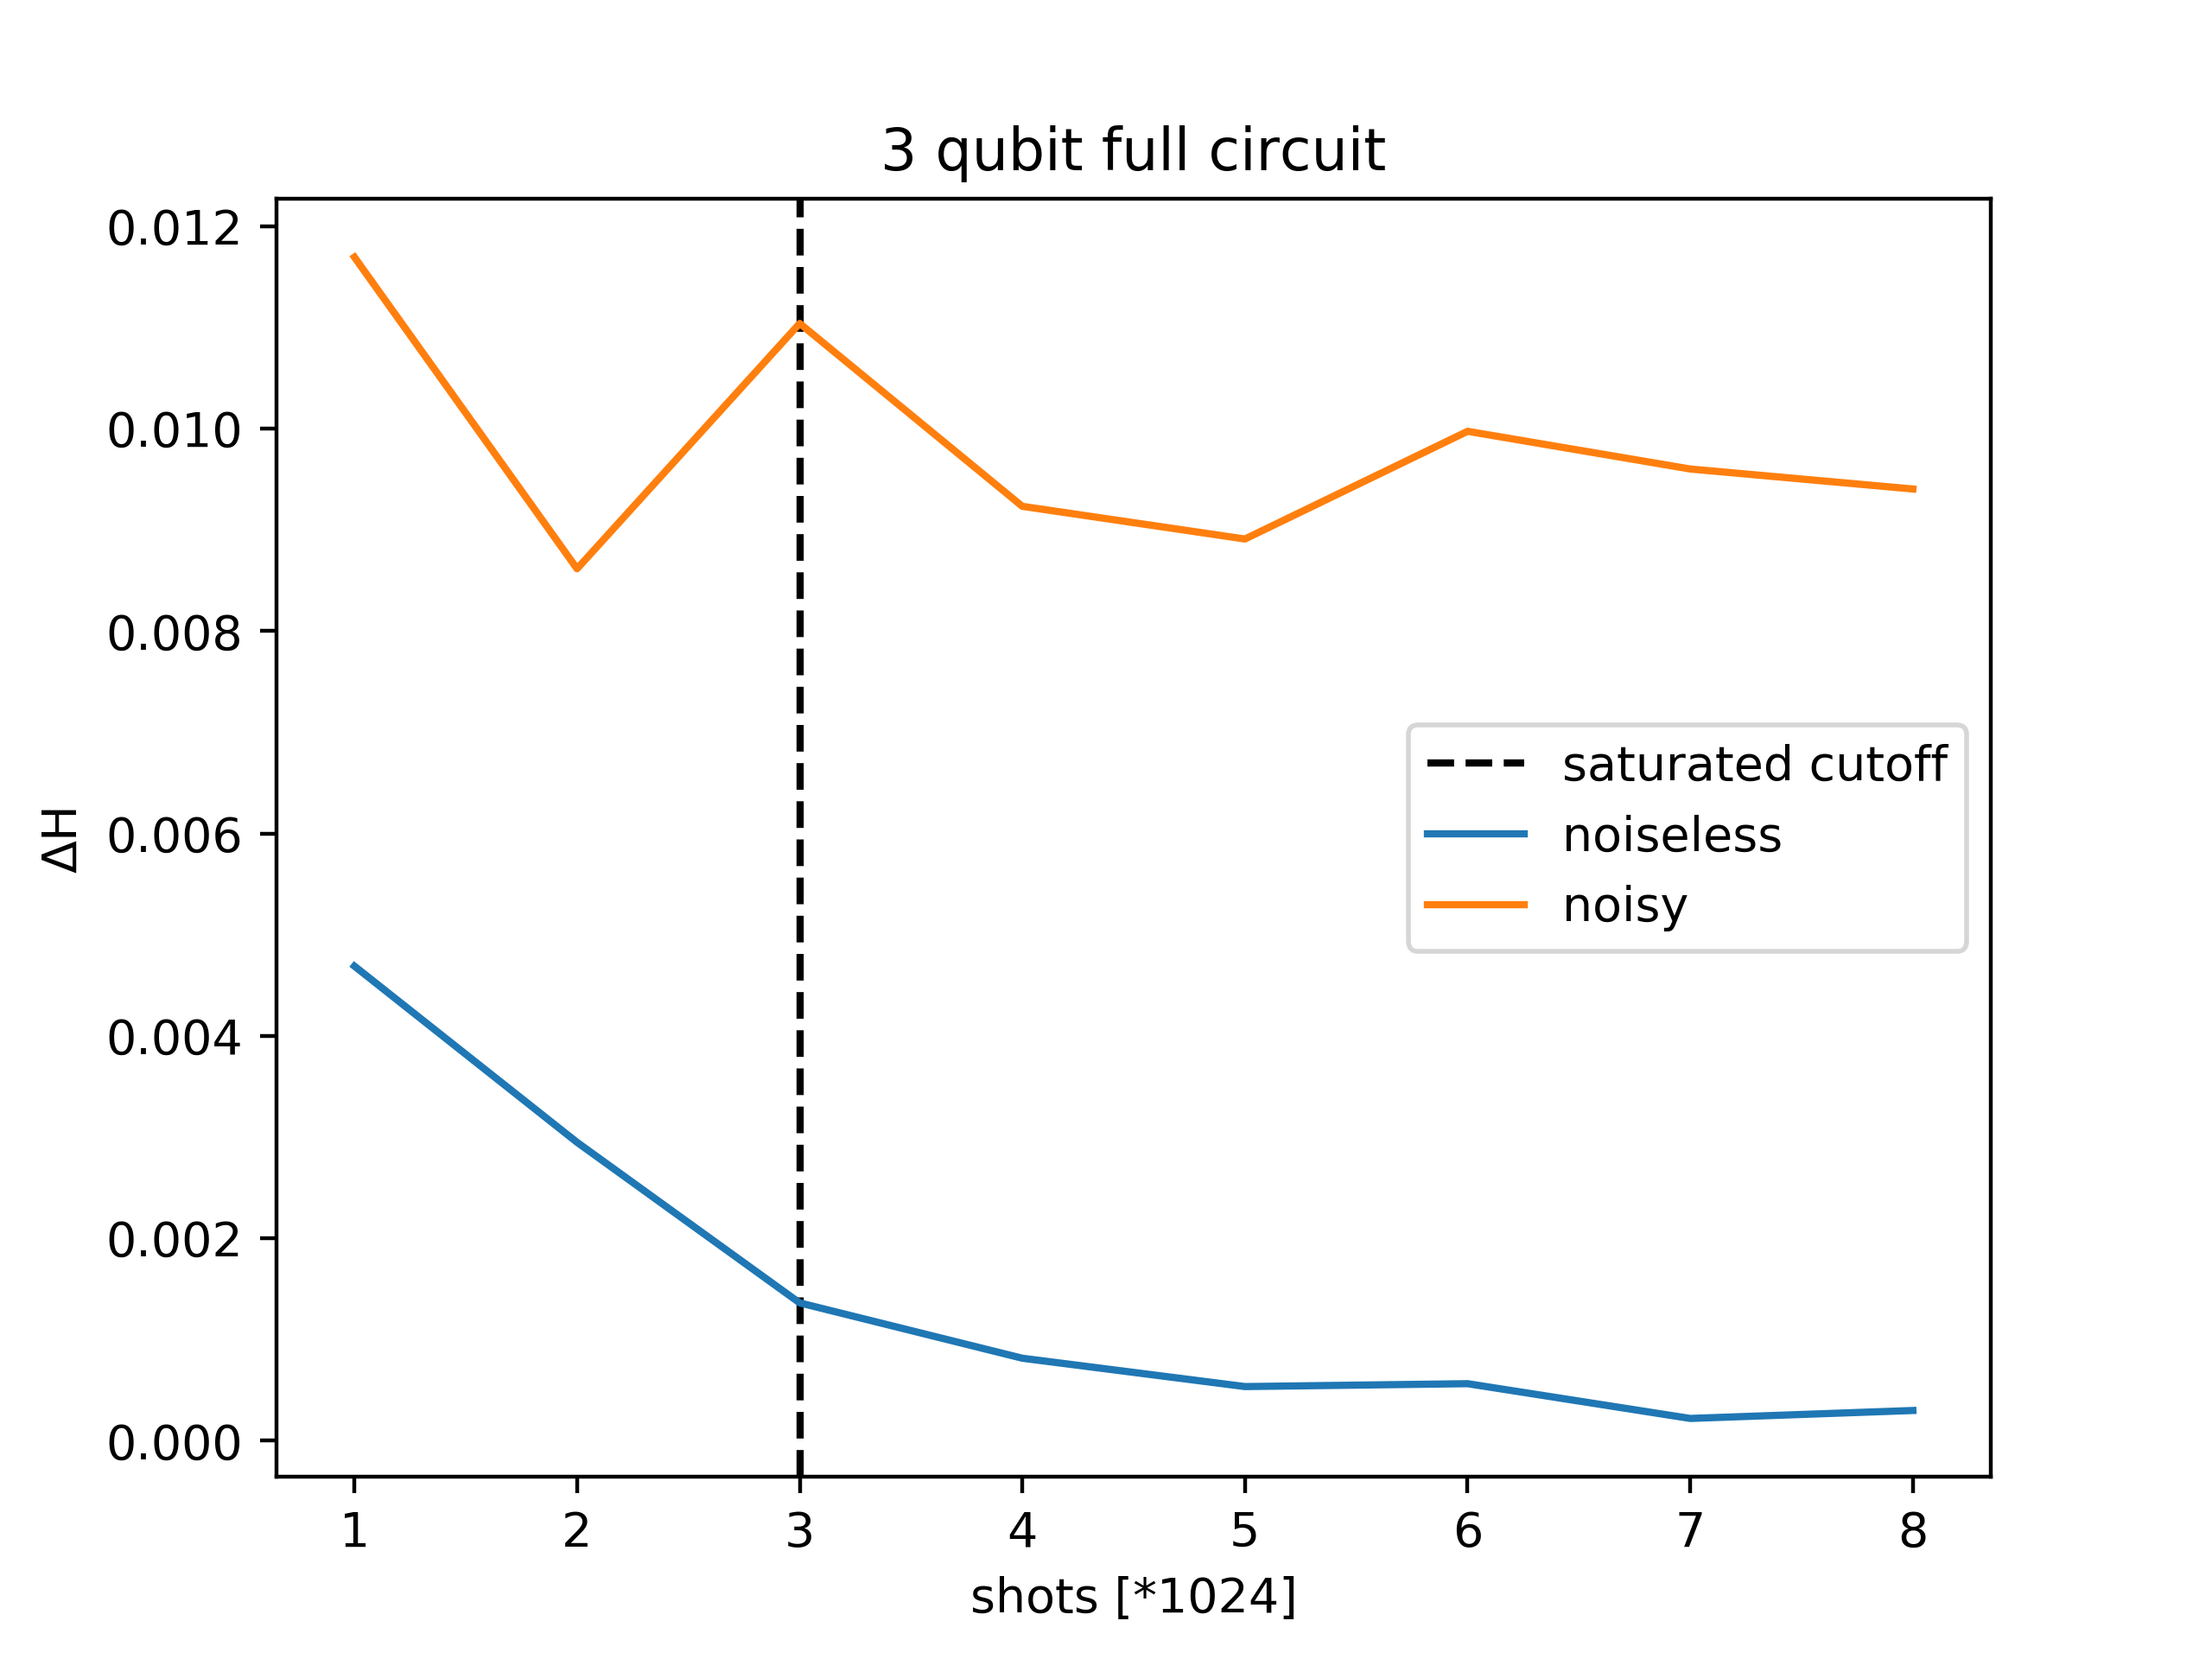 3 qubit full circuit
0.012
0.010
0.008
0.006
0.004
0.002
0.000
ΔH
saturated cutoff
noiseless
noisy
1 2 3 4 5 6 7 8
shots [*1024]